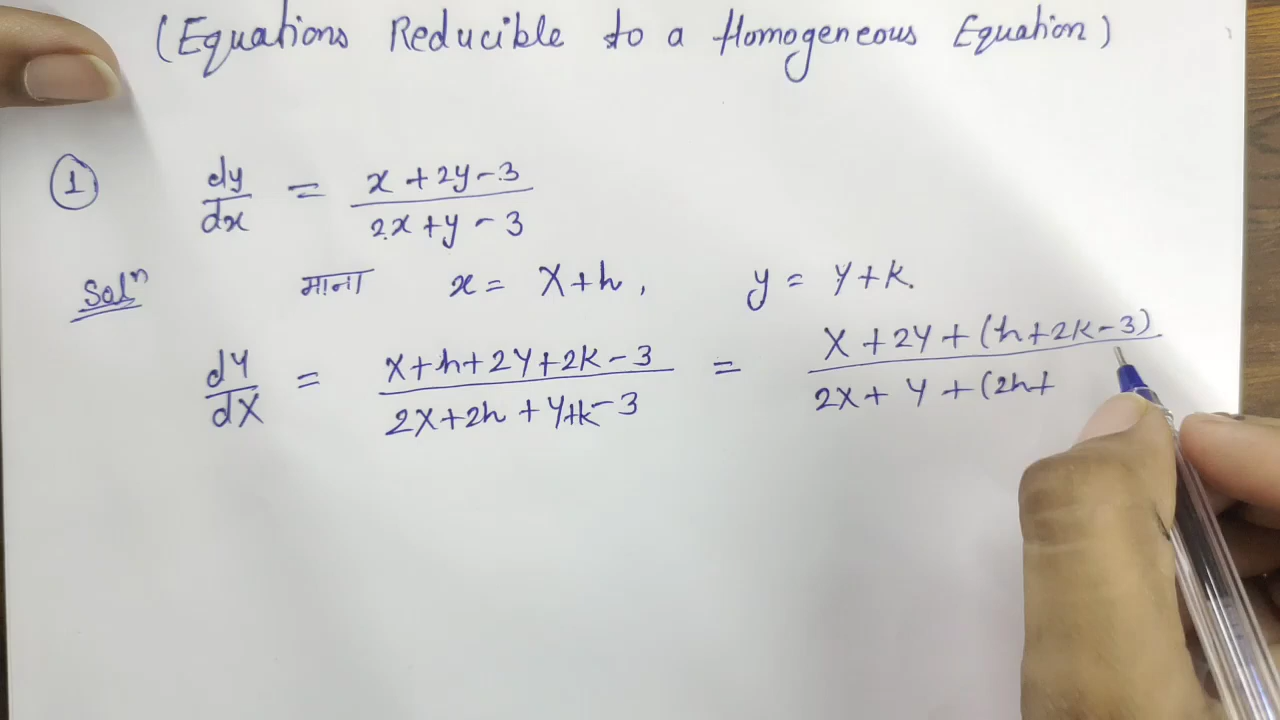 (Equations Reducible to a Homogeneous Equation)
① dy/dx = x+2y-3 / 2x+y-3
Solⁿ माना x = X+h, y = Y+k.
dY/dX = X+h+2Y+2k-3 / 2X+2h+Y+k-3 = X+2Y+(h+2k-3) / 2X+Y+(2h+